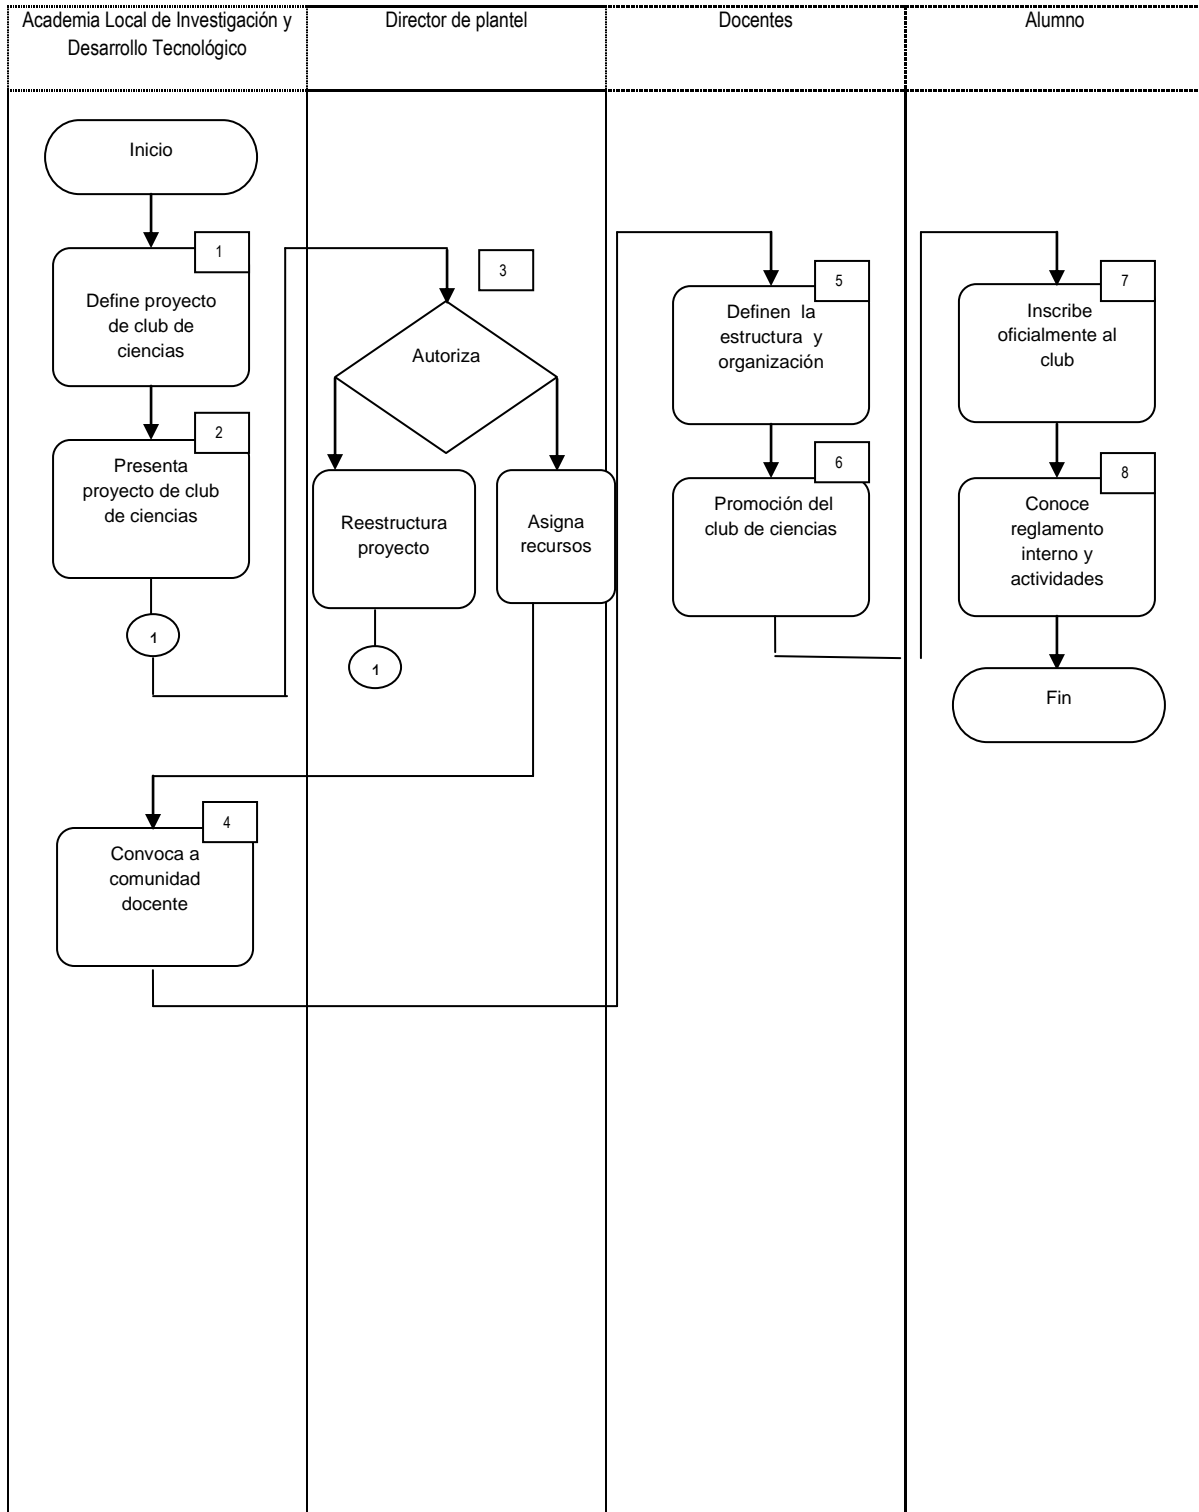 Academia Local de Investigación y
Desarrollo Tecnológico
Director de plantel
Docentes
Alumno
Inicio
1
Define proyecto
de club de
ciencias
2
Presenta
proyecto de club
de ciencias
1
3
Autoriza
Reestructura
proyecto
1
Asigna
recursos
4
Convoca a
comunidad
docente
5
Definen la
estructura y
organización
6
Promoción del
club de ciencias
7
Inscribe
oficialmente al
club
8
Conoce
reglamento
interno y
actividades
Fin